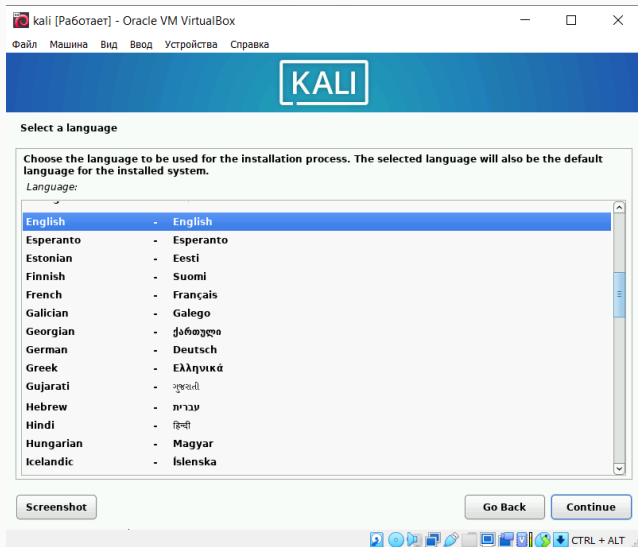 kali [Работает] - Oracle VM VirtualBox
Файл Машина Вид Ввод Устройства Справка
KALI
Select a language
Choose the language to be used for the installation process. The selected language will also be the default
language for the installed system.
Language:
English - English
Esperanto - Esperanto
Estonian - Eesti
Finnish - Suomi
French - Français
Galician - Galego
Georgian - ქართული
German - Deutsch
Greek - Ελληνικά
Gujarati - ગુજરાતી
Hebrew - עברית
Hindi - हिन्दी
Hungarian - Magyar
Icelandic - Íslenska
Screenshot Go Back Continue
CTRL + ALT